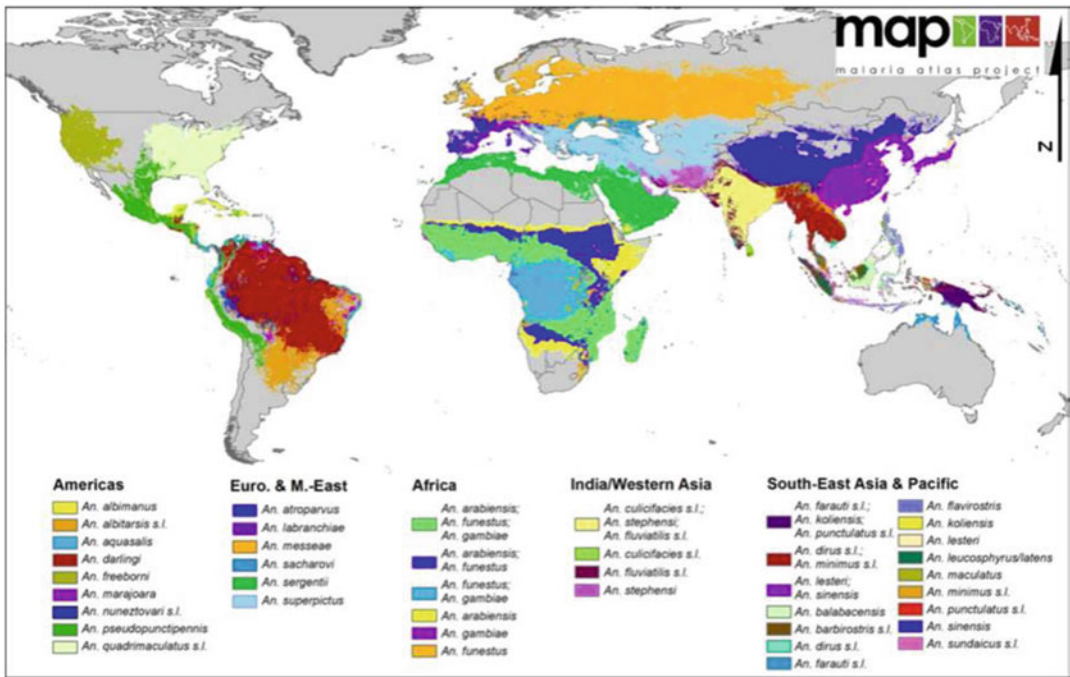 map
malaria atlas project
N
Americas
An. albimanus
An. albitarsis s.l.
An. aquasalis
An. darlingi
An. freeborni
An. marajoara
An. nuneztovari s.l.
An. pseudopunctipennis
An. quadrimaculatus s.l.
Euro. & M.-East
An. atroparvus
An. labranchiae
An. messeae
An. sacharovi
An. sergentii
An. superpictus
Africa
An. arabiensis;
An. funestus;
An. gambiae
An. arabiensis;
An. funestus
An. funestus;
An. gambiae
An. arabiensis
An. gambiae
An. funestus
India/Western Asia
An. culicifacies s.l.;
An. stephensi;
An. fluviatilis s.l.
An. culicifacies s.l.
An. fluviatilis s.l.
An. stephensi
South-East Asia & Pacific
An. farauti s.l.;
An. koliensis;
An. punctulatus s.l.
An. dirus s.l.;
An. minimus s.l.
An. lesteri;
An. sinensis
An. balabacensis
An. barbirostris s.l.
An. dirus s.l.
An. farauti s.l.
An. flavirostris
An. koliensis
An. lesteri
An. leucosphyrus/latens
An. maculatus
An. minimus s.l.
An. punctulatus s.l.
An. sinensis
An. sundaicus s.l.